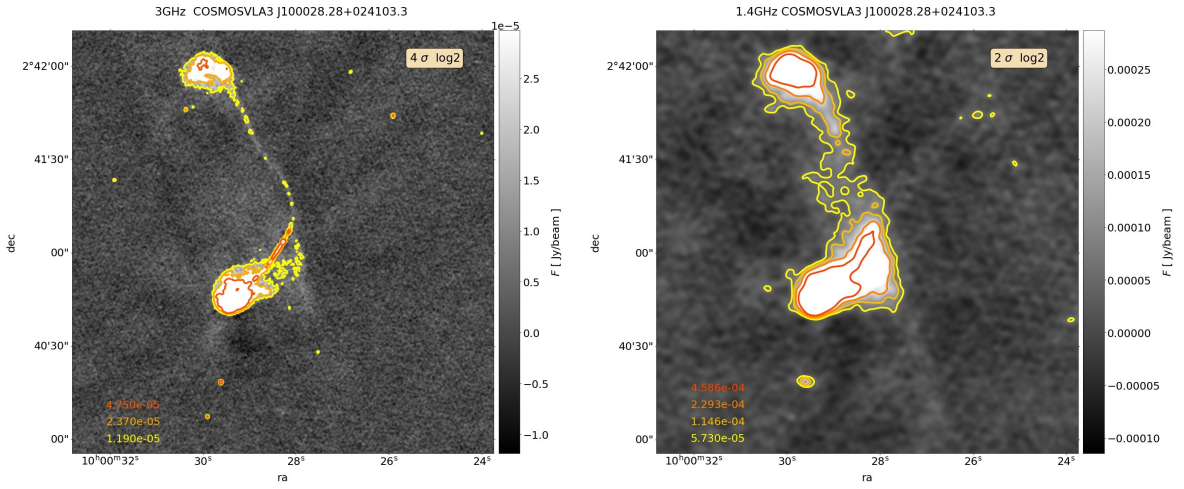 3GHz COSMOSVLA3 J100028.28+024103.3
1e−5
4 σ log2
2°42'00"
41'30"
00"
40'30"
00"
dec
4.750e-05
2.370e-05
1.190e-05
10ʰ00ᵐ32ˢ 30ˢ 28ˢ 26ˢ 24ˢ
ra
2.5
2.0
1.5
1.0
0.5
0.0
−0.5
−1.0
F [ Jy/beam ]
1.4GHz COSMOSVLA3 J100028.28+024103.3
2 σ log2
2°42'00"
41'30"
00"
40'30"
00"
dec
4.586e-04
2.293e-04
1.146e-04
5.730e-05
10ʰ00ᵐ32ˢ 30ˢ 28ˢ 26ˢ 24ˢ
ra
0.00025
0.00020
0.00015
0.00010
0.00005
0.00000
−0.00005
−0.00010
F [ Jy/beam ]